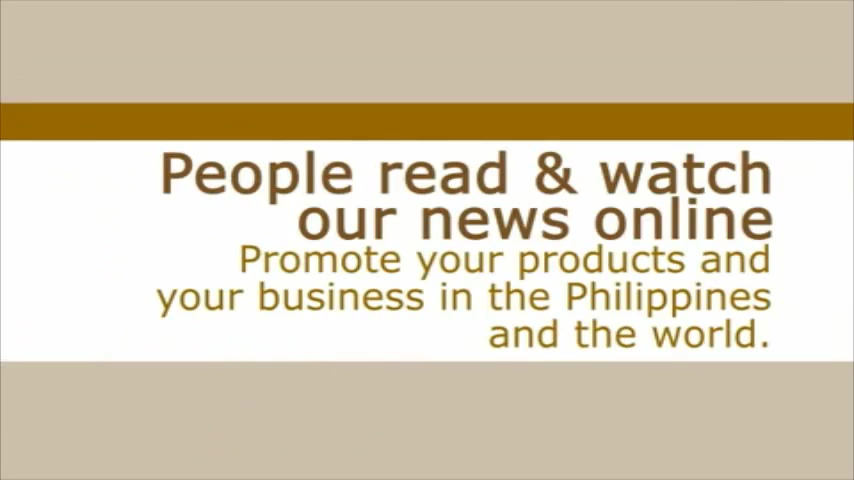 People read & watch
our news online
Promote your products and
your business in the Philippines
and the world.